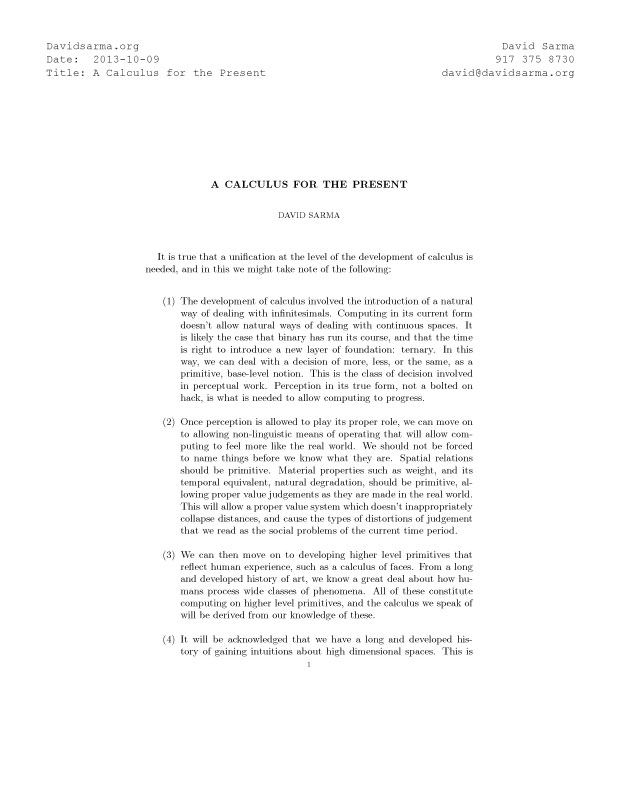 Davidsarma.org
David Sarma
Date: 2013-10-09
917 375 8730
Title: A Calculus for the Present
david@davidsarma.org
A CALCULUS FOR THE PRESENT
DAVID SARMA
It is true that a unification at the level of the development of calculus is
needed, and in this we might take note of the following:
(1) The development of calculus involved the introduction of a natural
way of dealing with infinitesimals. Computing in its current form
doesn't allow natural ways of dealing with continuous spaces. It
is likely the case that binary has run its course, and that the time
is right to introduce a new layer of foundation: ternary. In this
way, we can deal with a decision of more, less, or the same, as a
primitive, base-level notion. This is the class of decision involved
in perceptual work. Perception in its true form, not a bolted on
hack, is what is needed to allow computing to progress.
(2) Once perception is allowed to play its proper role, we can move on
to allowing non-linguistic means of operating that will allow com-
puting to feel more like the real world. We should not be forced
to name things before we know what they are. Spatial relations
should be primitive. Material properties such as weight, and its
temporal equivalent, natural degradation, should be primitive, al-
lowing proper value judgements as they are made in the real world.
This will allow a proper value system which doesn't inappropriately
collapse distances, and cause the types of distortions of judgement
that we read as the social problems of the current time period.
(3) We can then move on to developing higher level primitives that
reflect human experience, such as a calculus of faces. From a long
and developed history of art, we know a great deal about how hu-
mans process wide classes of phenomena. All of these constitute
computing on higher level primitives, and the calculus we speak of
will be derived from our knowledge of these.
(4) It will be acknowledged that we have a long and developed his-
tory of gaining intuitions about high dimensional spaces. This is
1